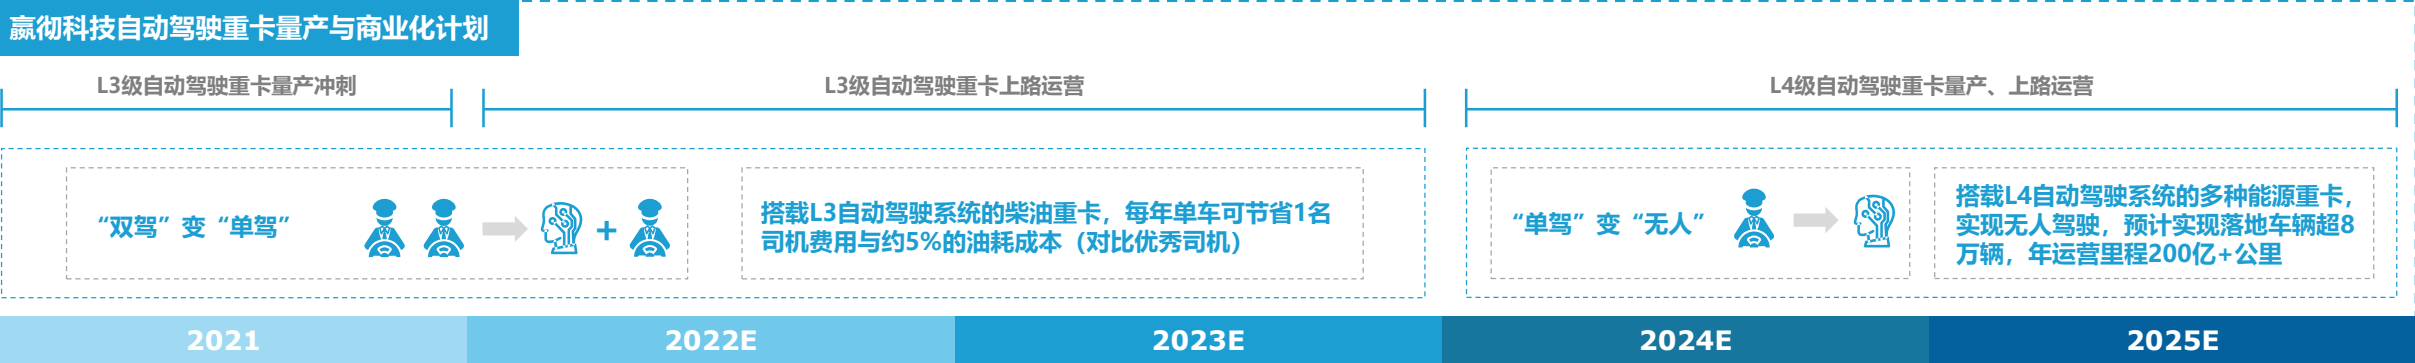 嬴彻科技自动驾驶重卡量产与商业化计划
L3级自动驾驶重卡量产冲刺
L3级自动驾驶重卡上路运营
L4级自动驾驶重卡量产、上路运营
“双驾”变“单驾”
+
搭载L3自动驾驶系统的柴油重卡，每年单车可节省1名
司机费用与约5%的油耗成本（对比优秀司机）
“单驾”变“无人”
搭载L4自动驾驶系统的多种能源重卡，
实现无人驾驶，预计实现落地车辆超8
万辆，年运营里程200亿+公里
2021
2022E
2023E
2024E
2025E